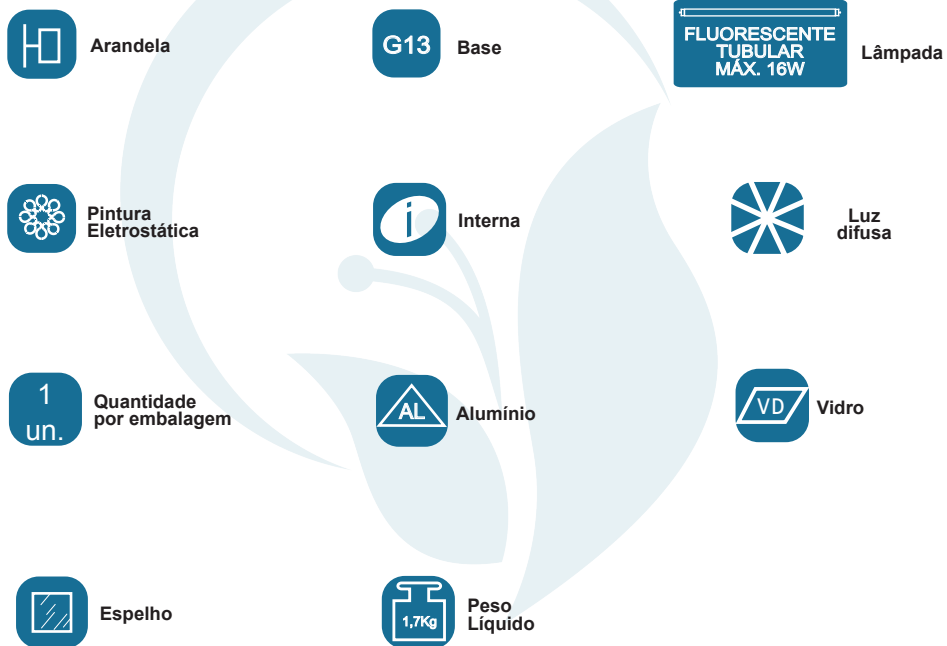 Arandela
G13
Base
FLUORESCENTE
TUBULAR
MÁX. 16W
Lâmpada
Pintura
Eletrostática
i
Interna
Luz
difusa
1
un.
Quantidade
por embalagem
AL
Alumínio
VD
Vidro
Espelho
1,7Kg
Peso
Líquido